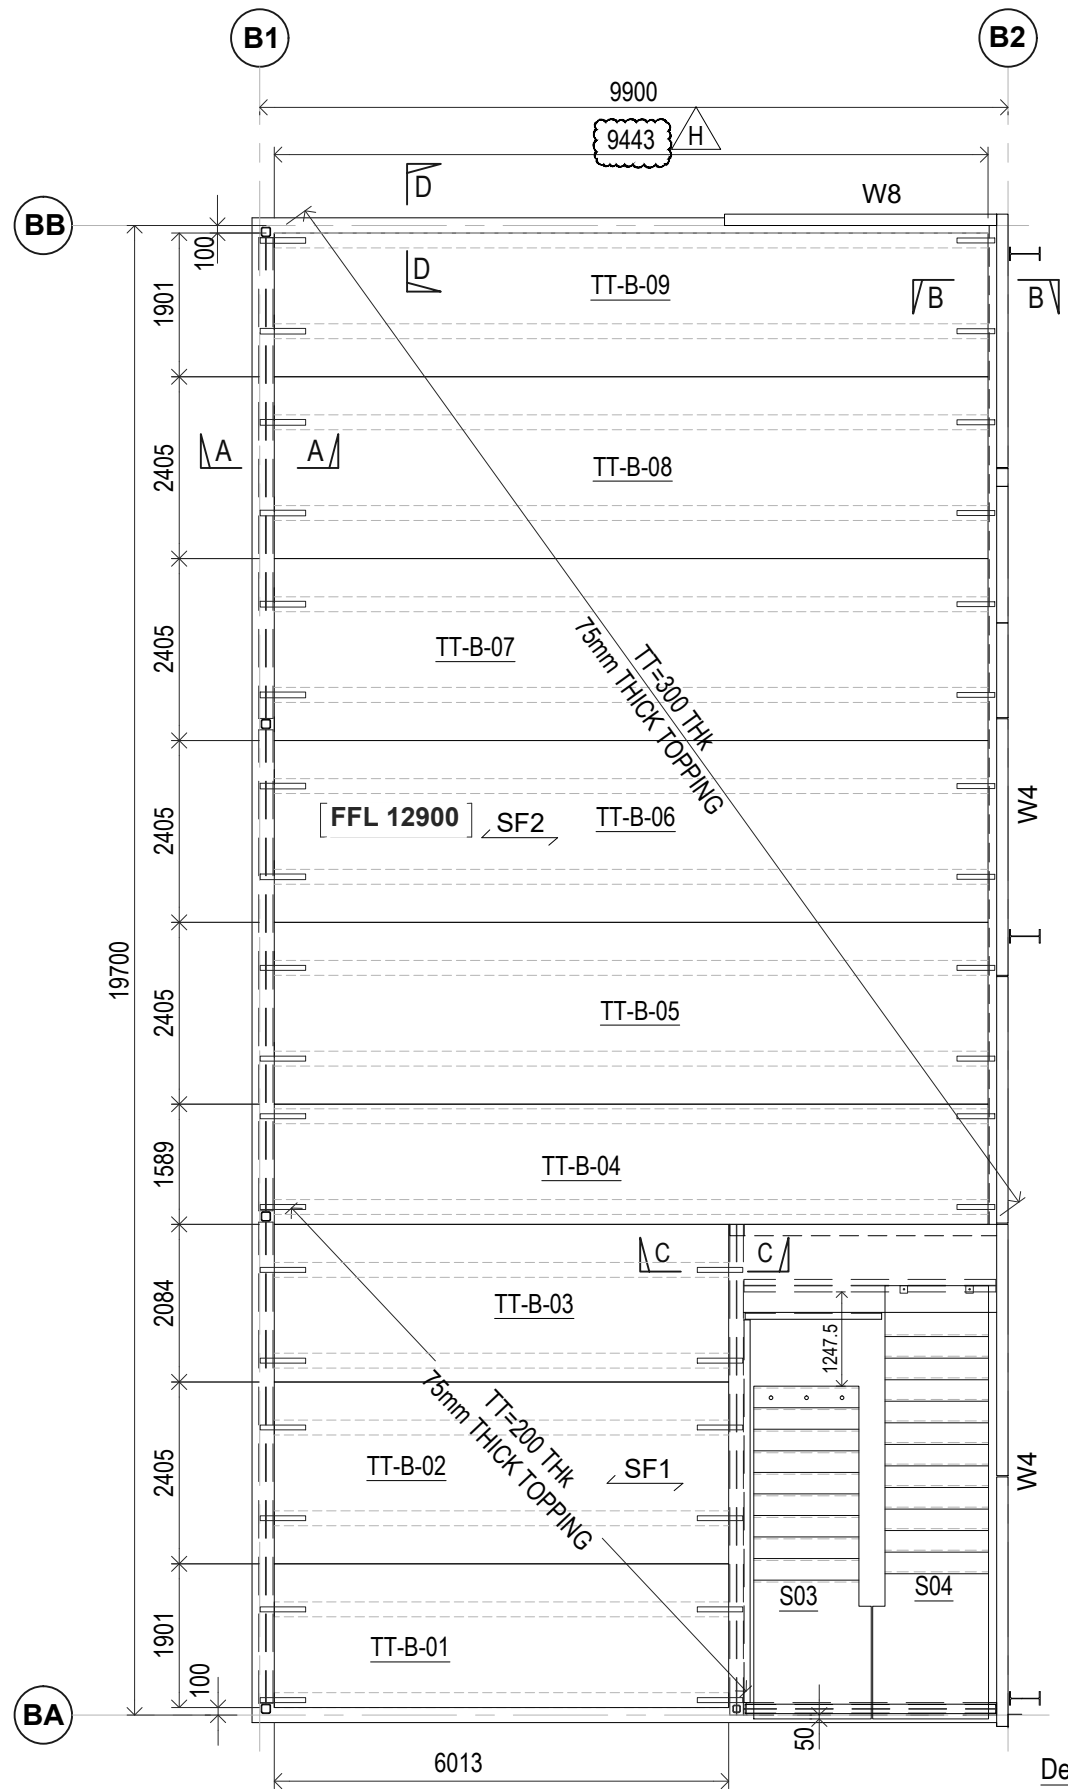 B1
B2
9900
9443
H
D
W8
BB
100
D
TT-B-09
B
B
1901
A
A
2405
TT-B-08
2405
TT-B-07
TT=300 THK
75mm THICK TOPPING
2405
FFL 12900
SF2
TT-B-06
W4
19700
2405
TT-B-05
1589
TT-B-04
C
C
2084
TT-B-03
1247.5
TT=200 THK
75mm THICK TOPPING
2405
TT-B-02
SF1
W4
S03
S04
1901
TT-B-01
100
BA
50
6013
De